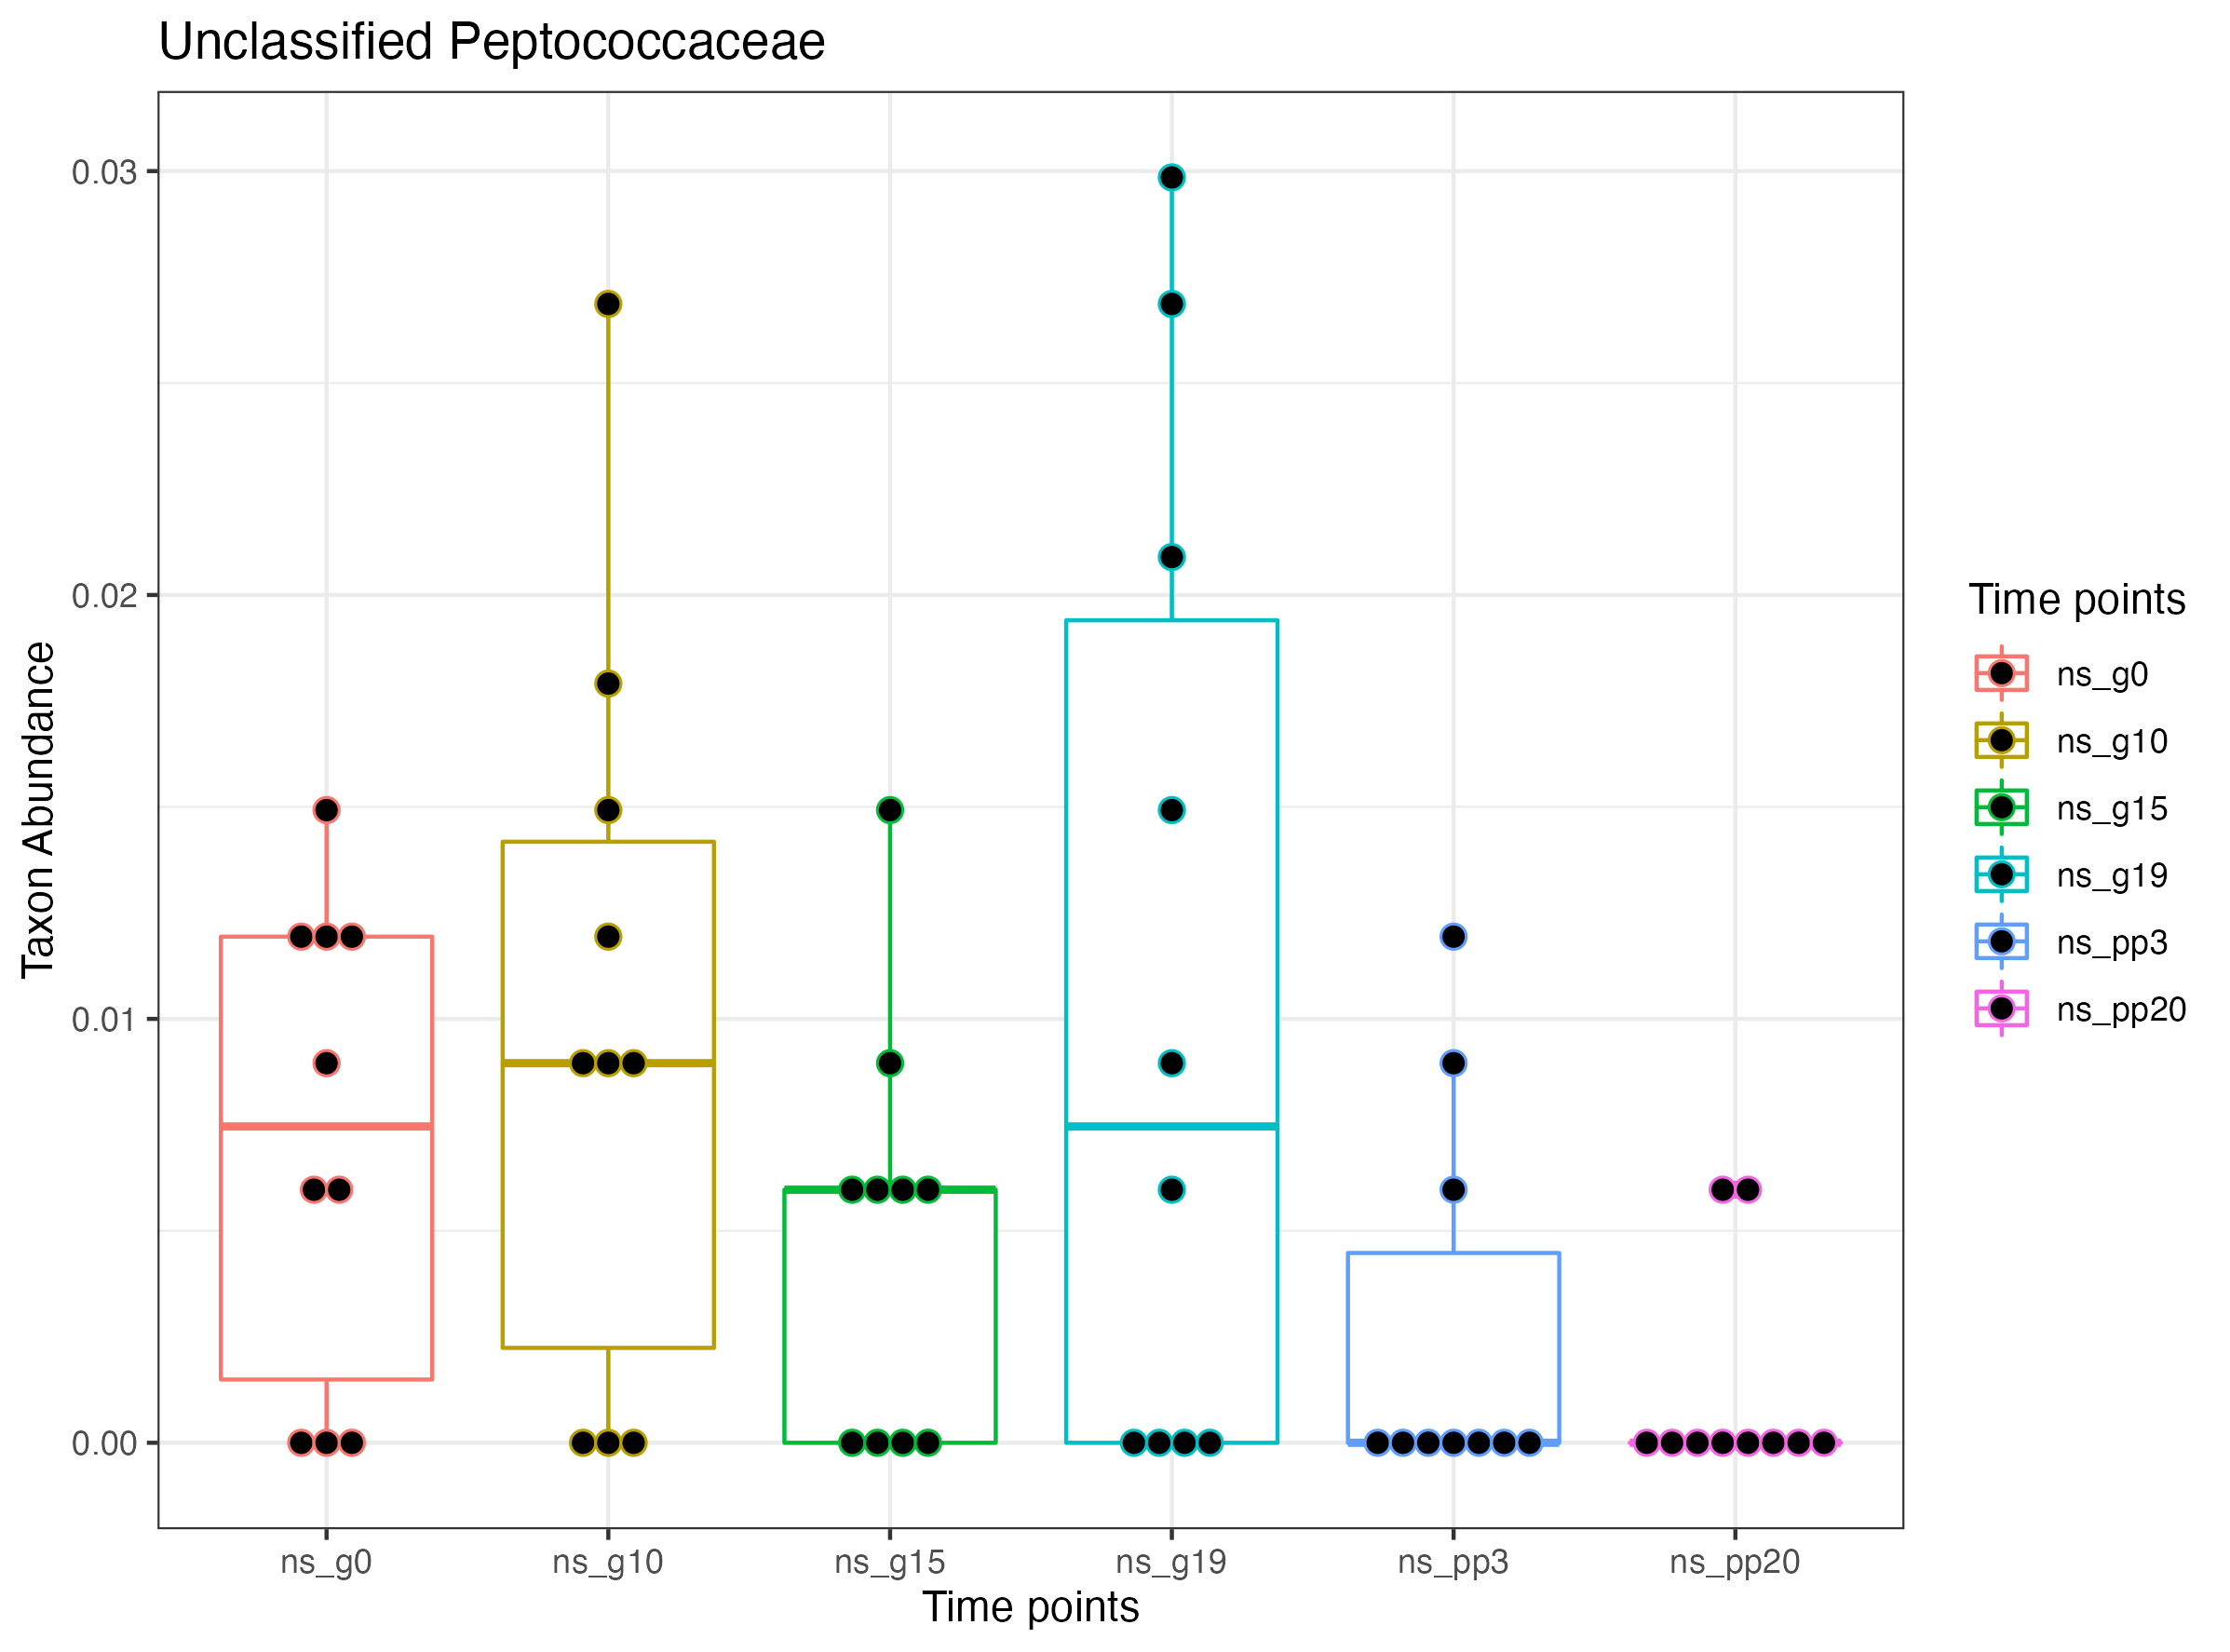 Unclassified Peptococcaceae
Taxon Abundance
0.03
0.02
0.01
0.00
ns_g0
ns_g10
ns_g15
ns_g19
ns_pp3
ns_pp20
Time points
Time points
ns_g0
ns_g10
ns_g15
ns_g19
ns_pp3
ns_pp20